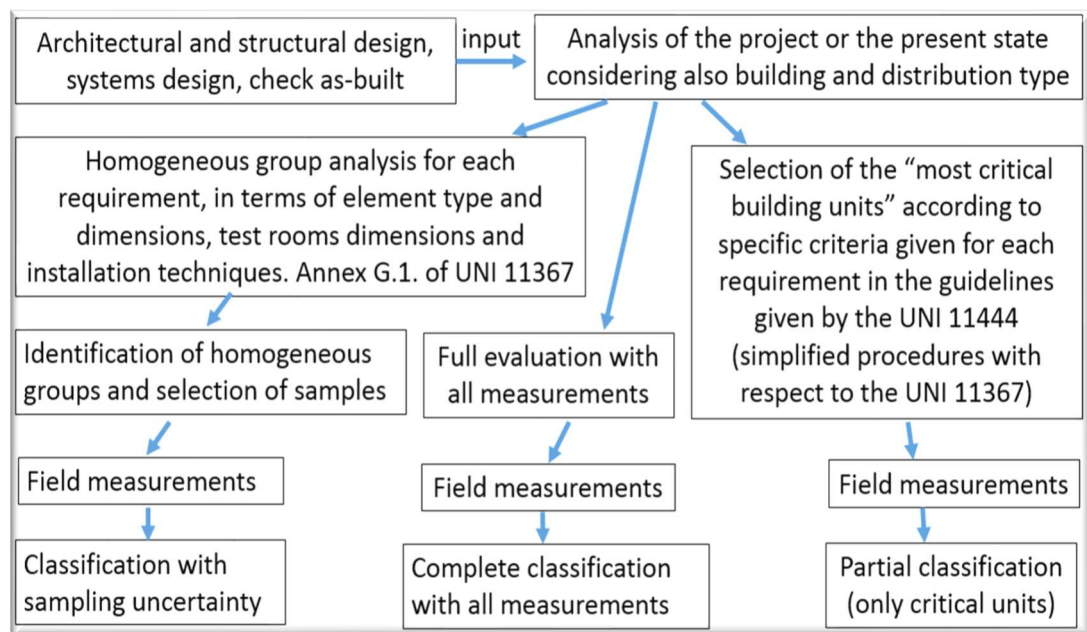 Architectural and structural design,
systems design, check as-built
input
Analysis of the project or the present state
considering also building and distribution type
Homogeneous group analysis for each
requirement, in terms of element type and
dimensions, test rooms dimensions and
installation techniques. Annex G.1. of UNI 11367
Identification of homogeneous
groups and selection of samples
Field measurements
Classification with
sampling uncertainty
Full evaluation with
all measurements
Field measurements
Complete classification
with all measurements
Selection of the “most critical
building units” according to
specific criteria given for each
requirement in the guidelines
given by the UNI 11444
(simplified procedures with
respect to the UNI 11367)
Field measurements
Partial classification
(only critical units)